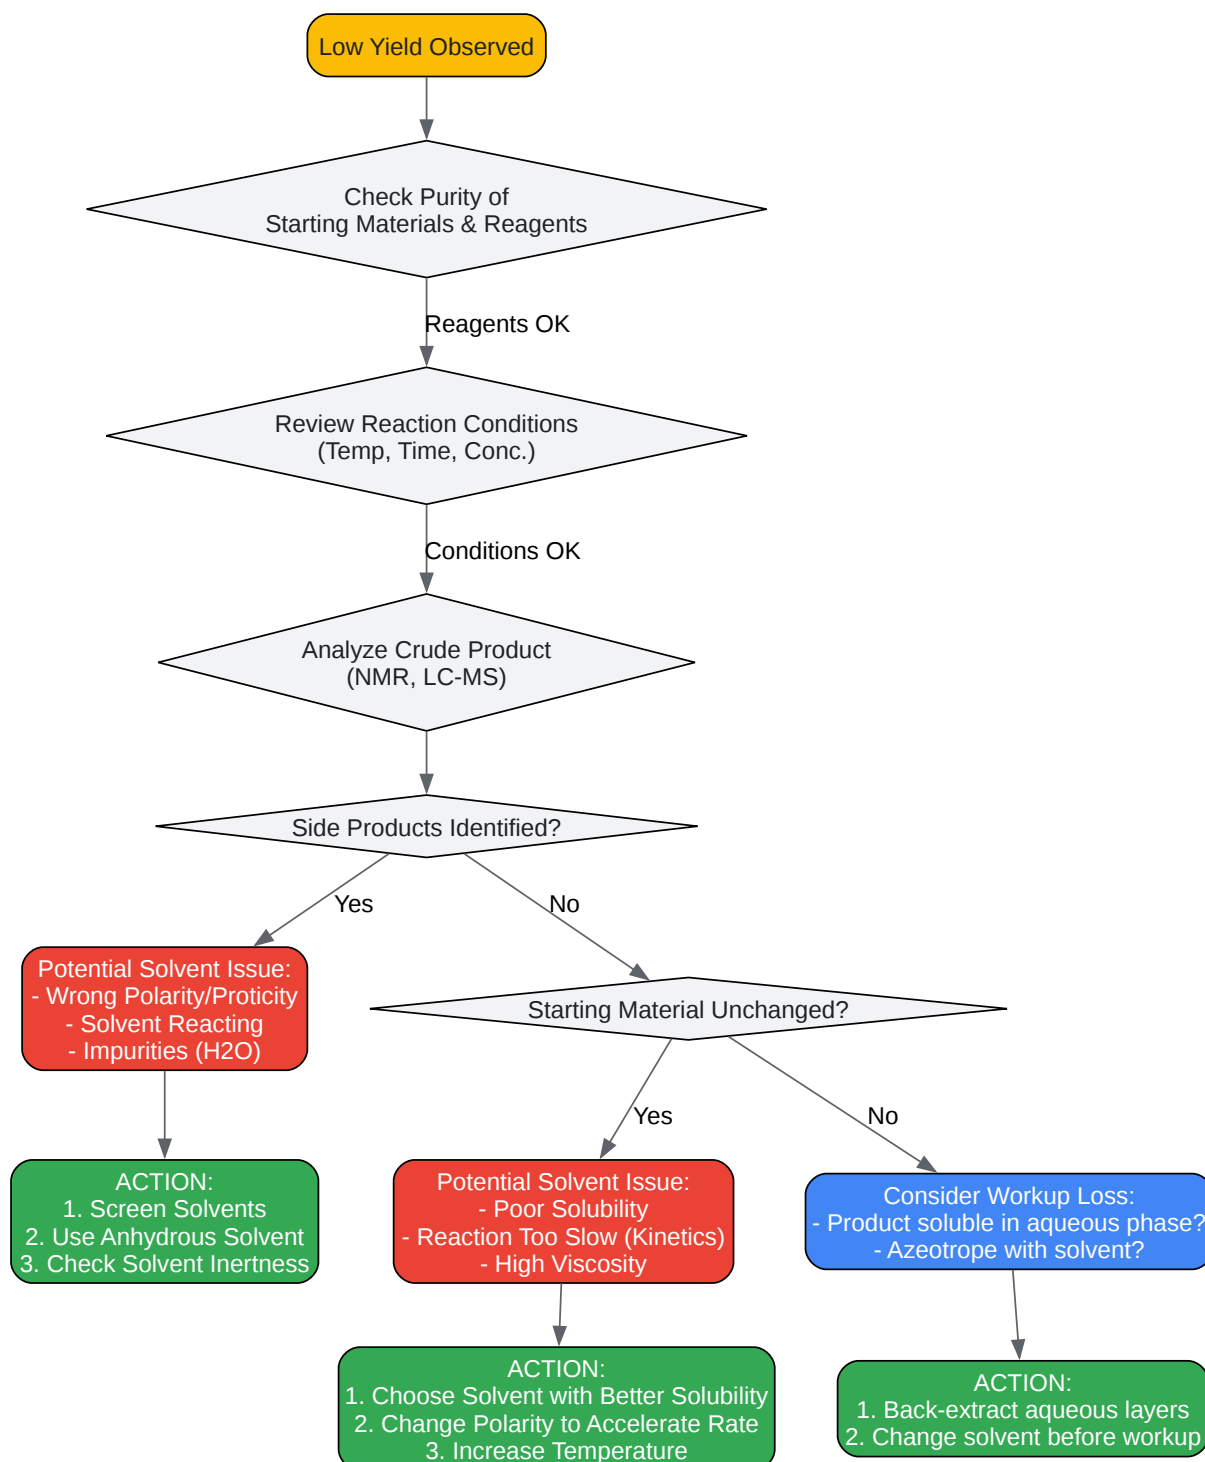 Low Yield Observed
Check Purity of
Starting Materials & Reagents
Reagents OK
Review Reaction Conditions
(Temp, Time, Conc.)
Conditions OK
Analyze Crude Product
(NMR, LC-MS)
Side Products Identified?
Yes
No
Potential Solvent Issue:
- Wrong Polarity/Proticity
- Solvent Reacting
- Impurities (H2O)
Starting Material Unchanged?
Yes
No
ACTION:
1. Screen Solvents
2. Use Anhydrous Solvent
3. Check Solvent Inertness
Potential Solvent Issue:
- Poor Solubility
- Reaction Too Slow (Kinetics)
- High Viscosity
Consider Workup Loss:
- Product soluble in aqueous phase?
- Azeotrope with solvent?
ACTION:
1. Choose Solvent with Better Solubility
2. Change Polarity to Accelerate Rate
3. Increase Temperature
ACTION:
1. Back-extract aqueous layers
2. Change solvent before workup